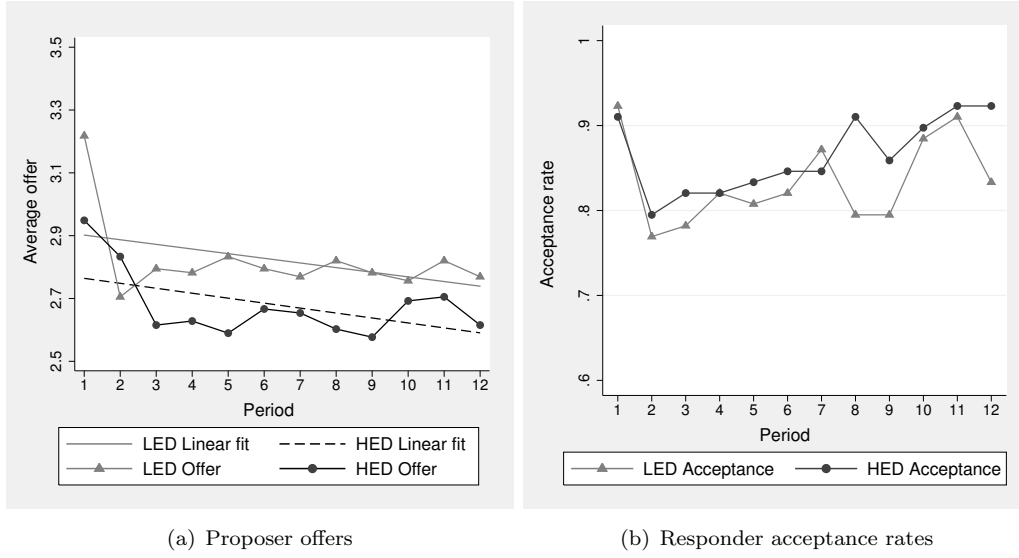 3.5
3.3
3.1
2.9
2.7
2.5
Average offer
1 2 3 4 5 6 7 8 9 10 11 12
Period
LED Linear fit HED Linear fit
LED Offer HED Offer
(a) Proposer offers
1
.9
.8
.7
.6
Acceptance rate
1 2 3 4 5 6 7 8 9 10 11 12
Period
LED Acceptance HED Acceptance
(b) Responder acceptance rates